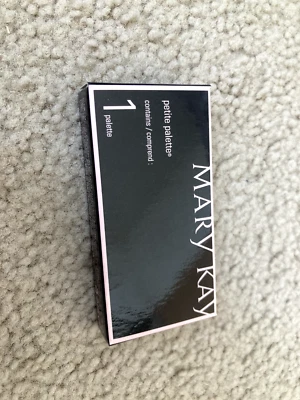 MARY KAY
petite palette®
contains / comprend :
1 palette